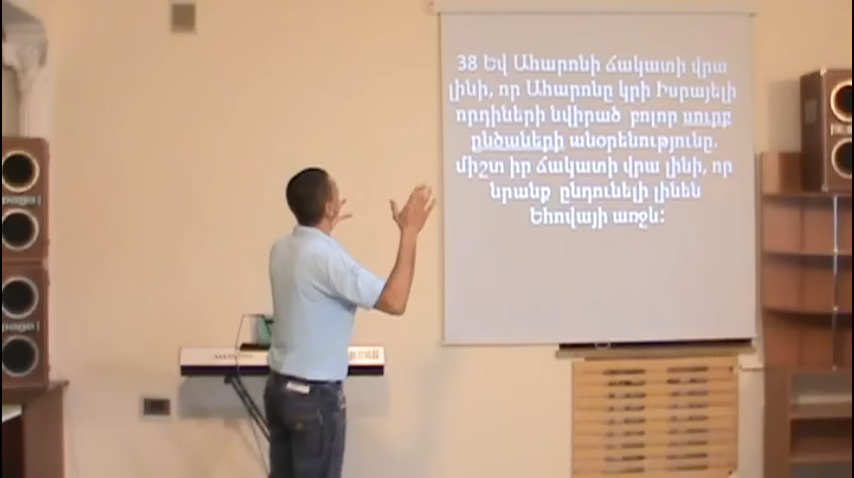 38 Եվ Ահարոնի ճակատի վրա
լինի, որ Ահարոնը կրի Իսրայելի
որդիների նվիրած բոլոր սուրբ
ընծաների անօրենությունը.
միշտ իր ճակատի վրա լինի, որ
նրանք ընդունելի լինեն
Եհովայի առջև: